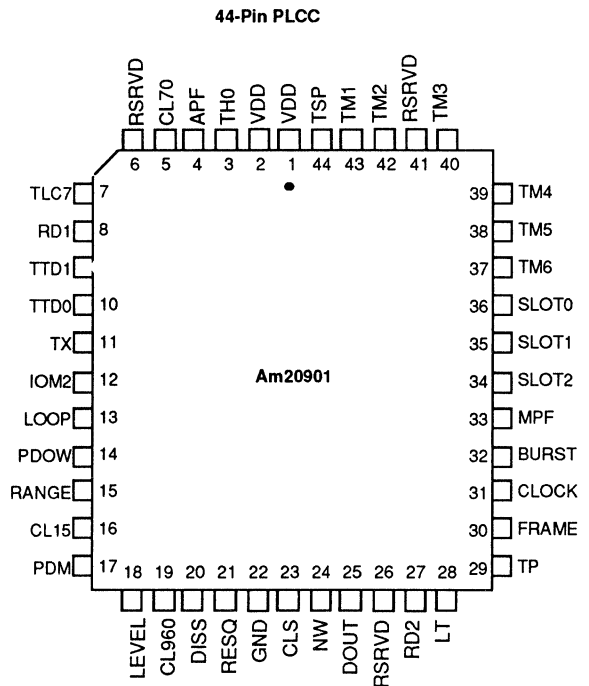 44-Pin PLCC
RSRVD CL70 APF TH0 VDD VDD TSP TM1 TM2 RSRVD TM3
6 5 4 3 2 1 44 43 42 41 40
TLC7 7 39 TM4
RD1 8 38 TM5
TTD1 37 TM6
TTD0 10 36 SLOT0
TX 11 35 SLOT1
IOM2 12 Am20901 34 SLOT2
LOOP 13 33 MPF
PDOW 14 32 BURST
RANGE 15 31 CLOCK
CL15 16 30 FRAME
PDM 17 29 TP
18 19 20 21 22 23 24 25 26 27 28
LEVEL CL960 DISS RESQ GND CLS NW DOUT RSRVD RD2 LT